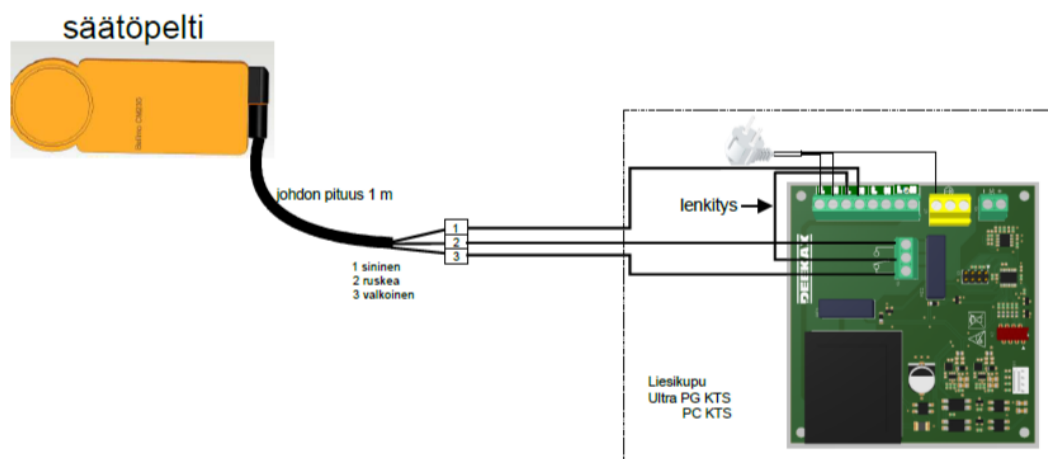 säätöpelti
johdon pituus 1 m
1
2
3
1 sininen
2 ruskea
3 valkoinen
lenkitys
DEEKAX
Liesikupu
Ultra PG KTS
PC KTS